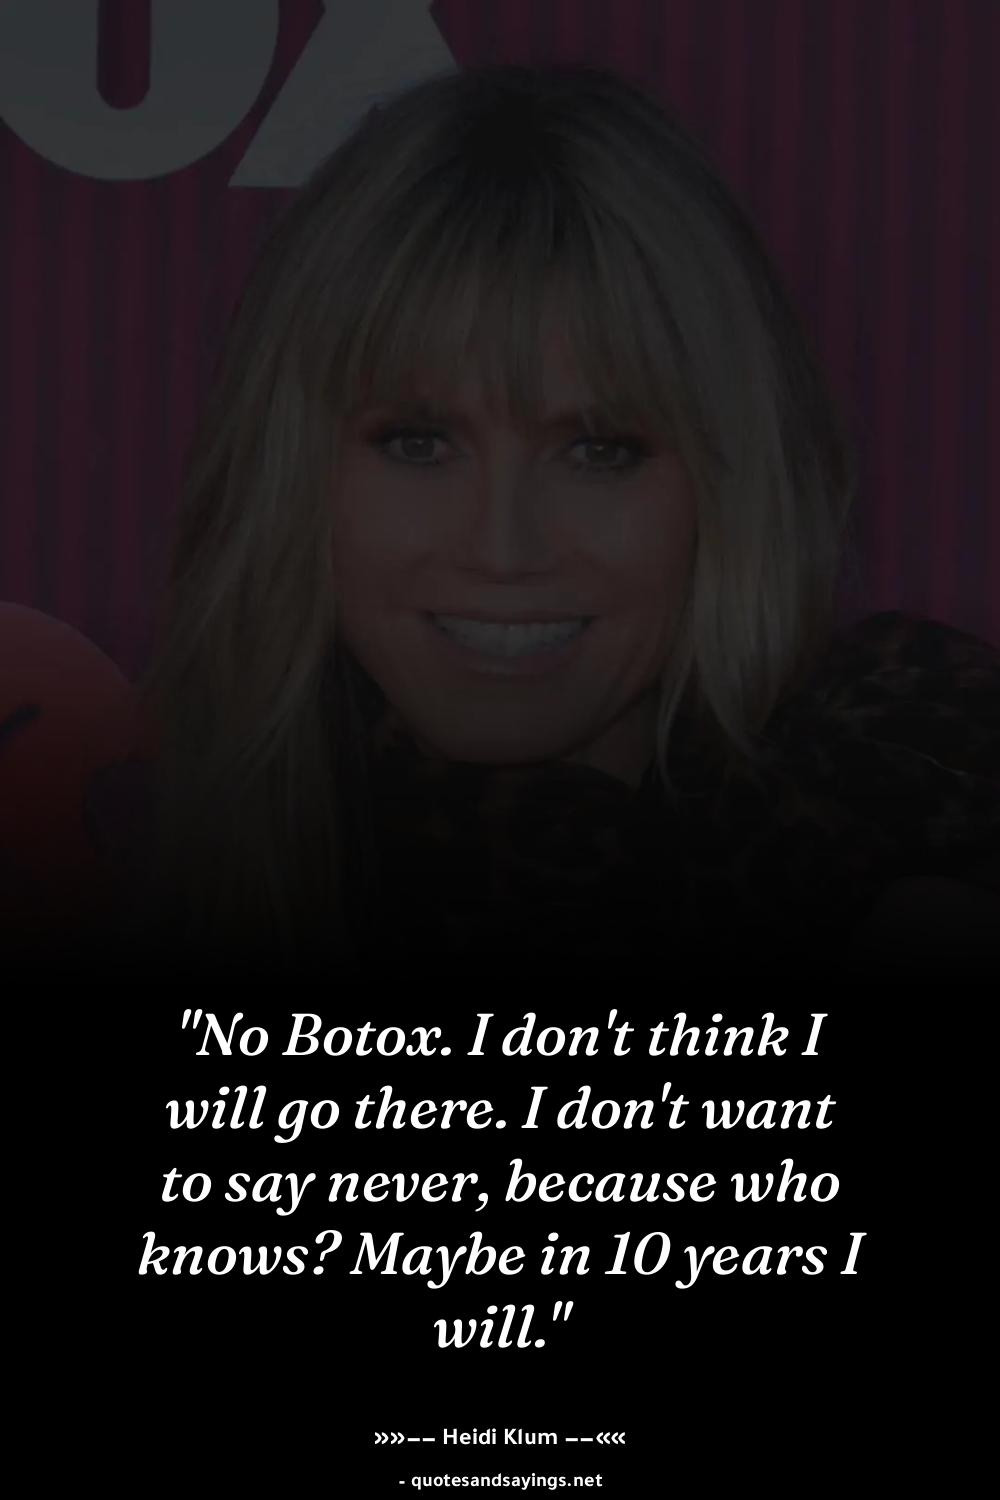 "No Botox. I don't think I
will go there. I don't want
to say never, because who
knows? Maybe in 10 years I
will."
»»−− Heidi Klum −−««
- quotesandsayings.net